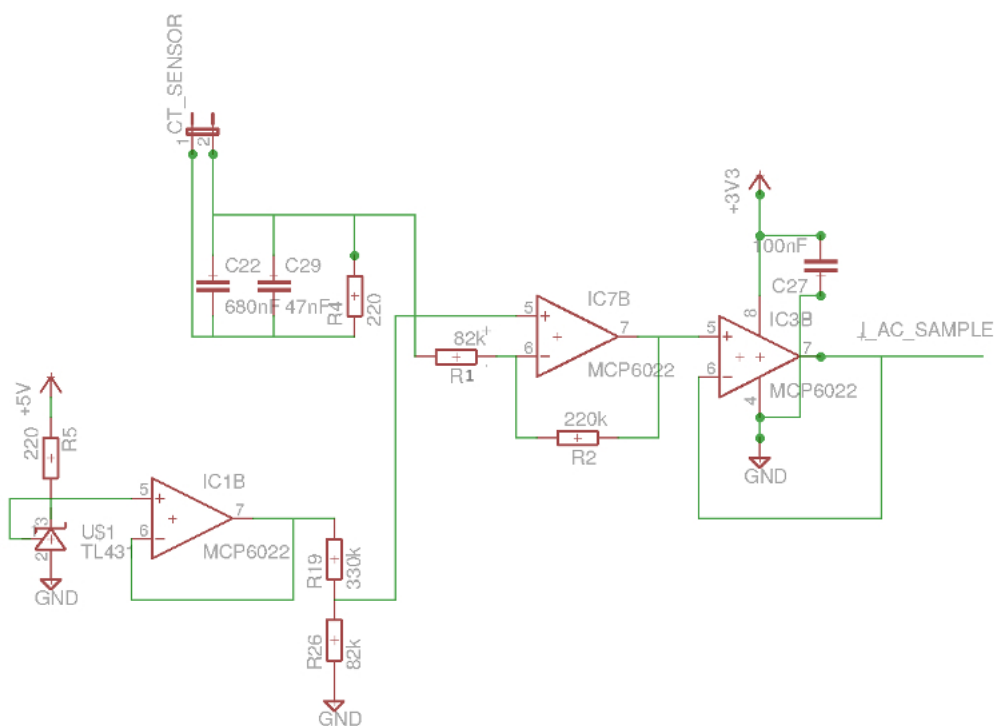 CT_SENSOR
1
2
C22
680nF
C29
47nF
R4
220
+3V3
100nF
C27
8
5
IC7B
7
6
MCP6022
82k
R1
220k
R2
5
IC3B
7
6
4
MCP6022
GND
I_AC_SAMPLE
+5V
220
R5
3
2
US1
TL431
GND
5
IC1B
7
6
MCP6022
R19
330k
R26
82k
GND